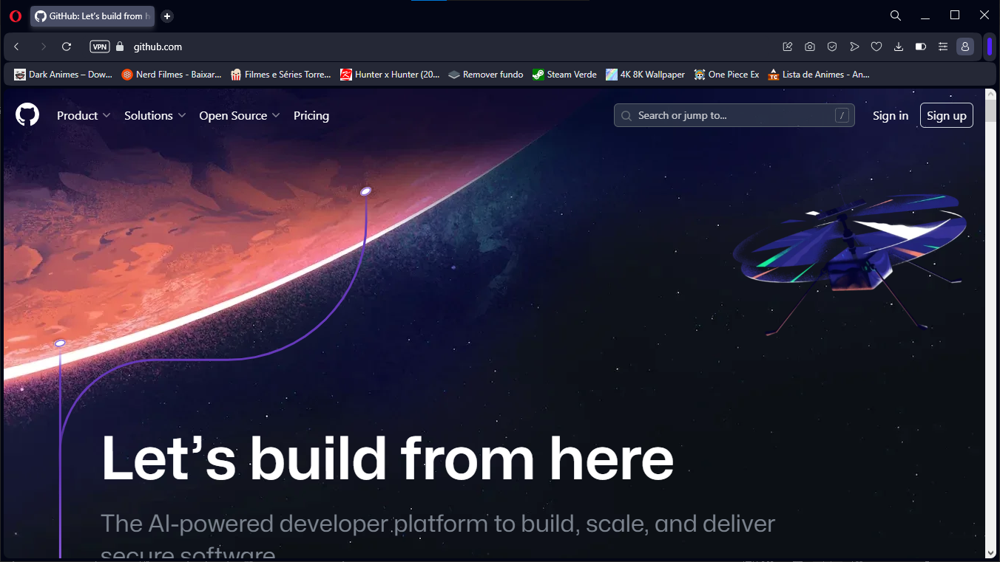 GitHub: Let's build from h
VPN
github.com
Dark Animes – Dow...
Nerd Filmes - Baixar...
Filmes e Séries Torre...
Hunter x Hunter (20...
Remover fundo
Steam Verde
4K 8K Wallpaper
One Piece Ex
TC
Lista de Animes - An...
Product
Solutions
Open Source
Pricing
Search or jump to...
/
Sign in
Sign up
Let’s build from here
The AI-powered developer platform to build, scale, and deliver
secure software